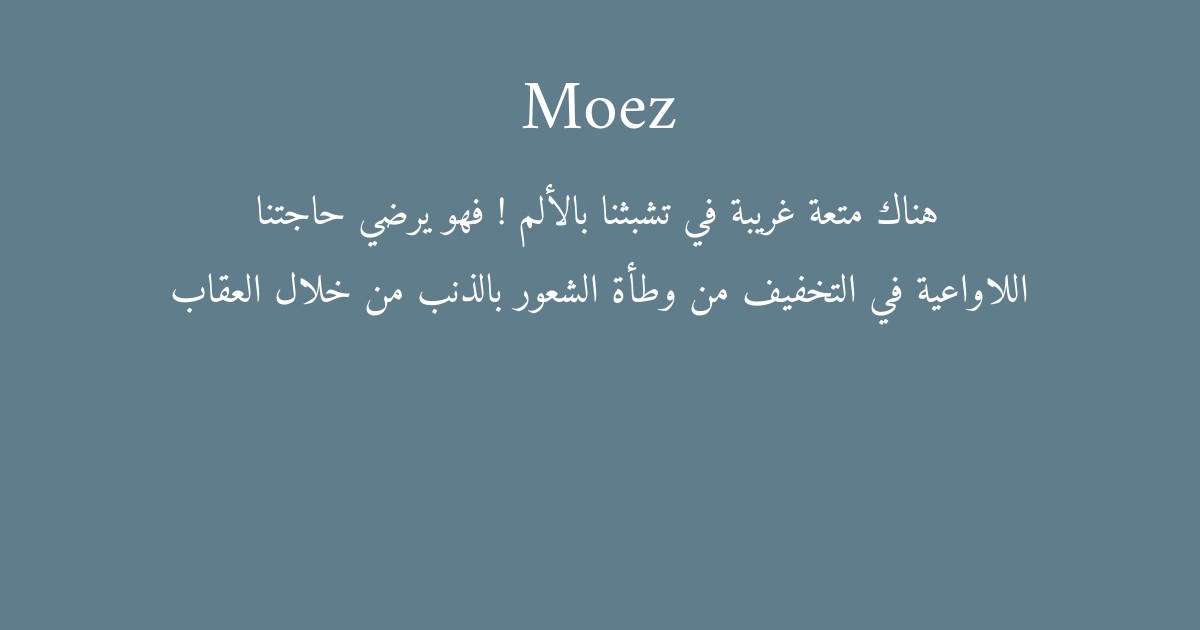 Moez
هناك متعة غريبة في تشبثنا بالألم ! فهو يرضي حاجتنا
اللاواعية في التخفيف من وطأة الشعور بالذنب من خلال العقاب